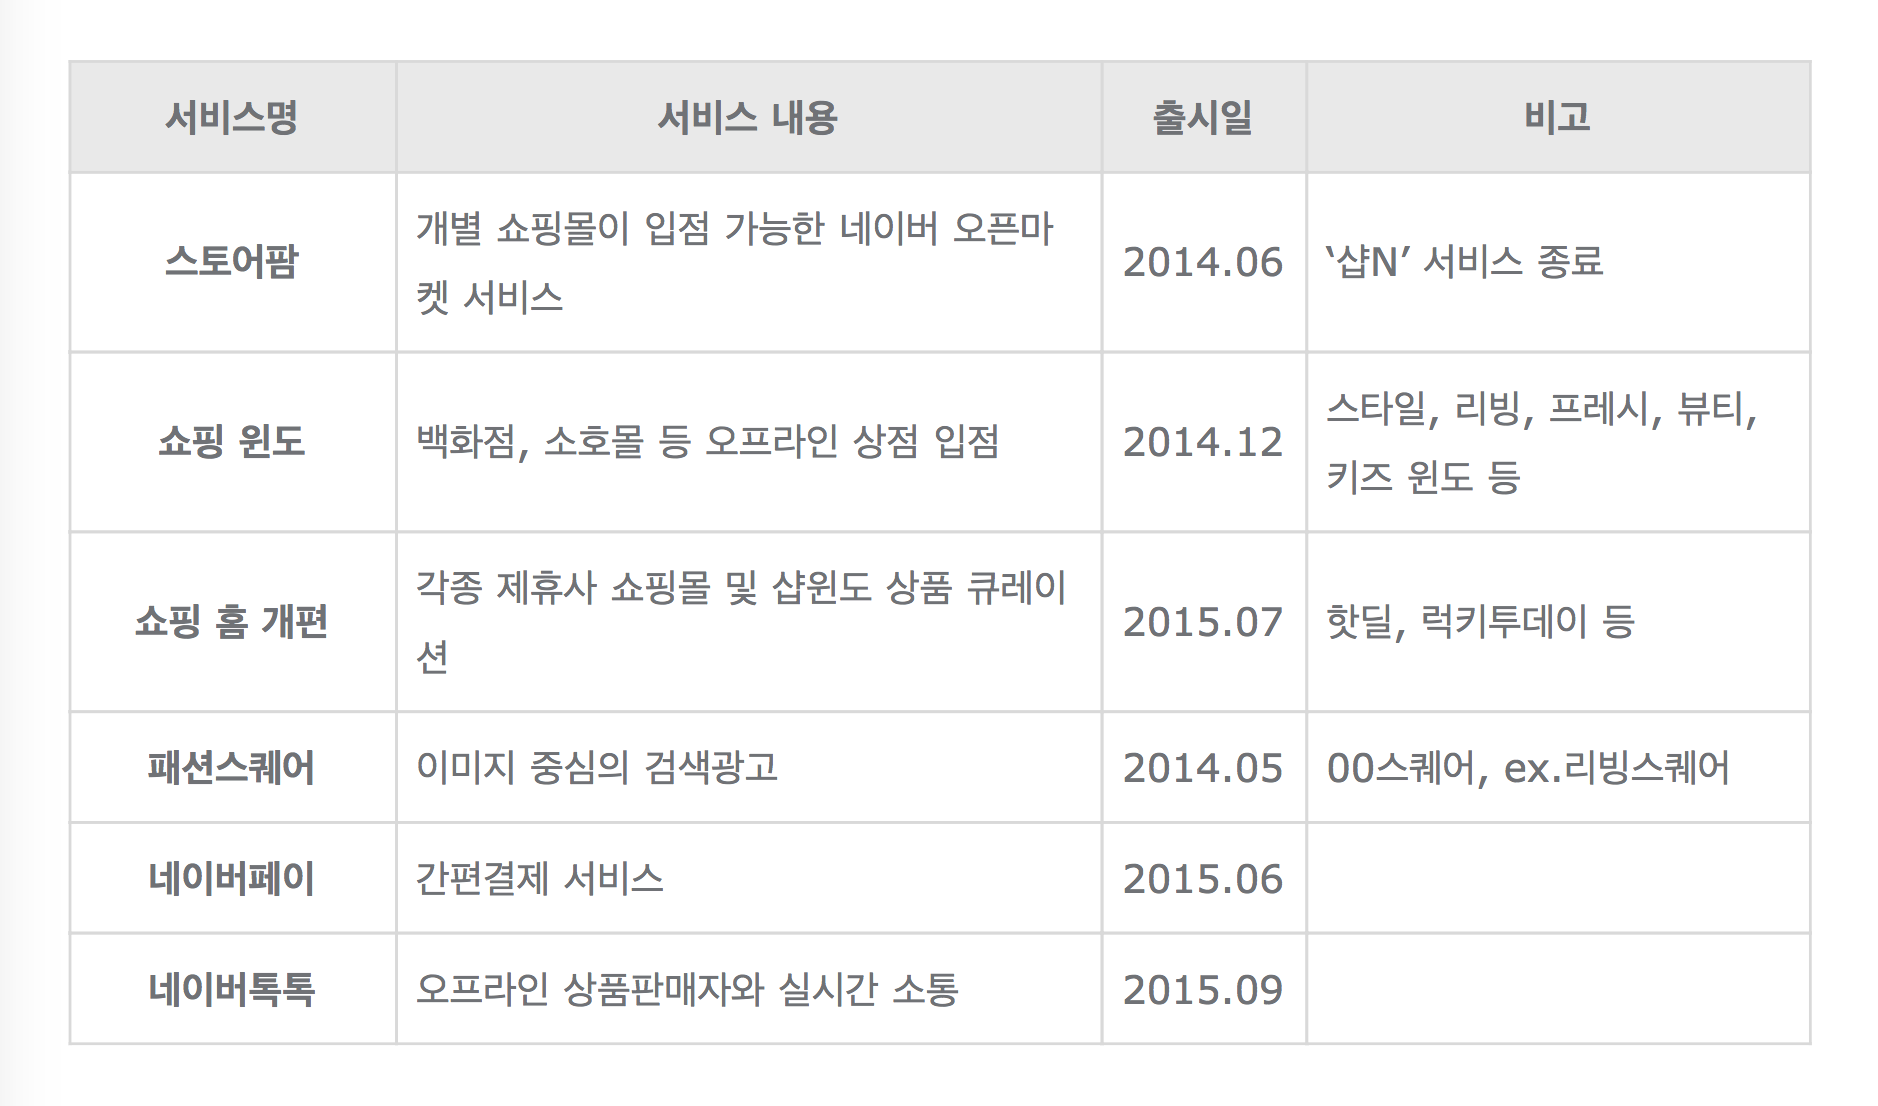 서비스명 서비스 내용 출시일 비고
스토어팜 개별 쇼핑몰이 입점 가능한 네이버 오픈마
켓 서비스 2014.06 ‘샵N’ 서비스 종료
쇼핑 윈도 백화점, 소호몰 등 오프라인 상점 입점 2014.12 스타일, 리빙, 프레시, 뷰티,
키즈 윈도 등
쇼핑 홈 개편 각종 제휴사 쇼핑몰 및 샵윈도 상품 큐레이
션 2015.07 핫딜, 럭키투데이 등
패션스퀘어 이미지 중심의 검색광고 2014.05 00스퀘어, ex.리빙스퀘어
네이버페이 간편결제 서비스 2015.06
네이버톡톡 오프라인 상품판매자와 실시간 소통 2015.09